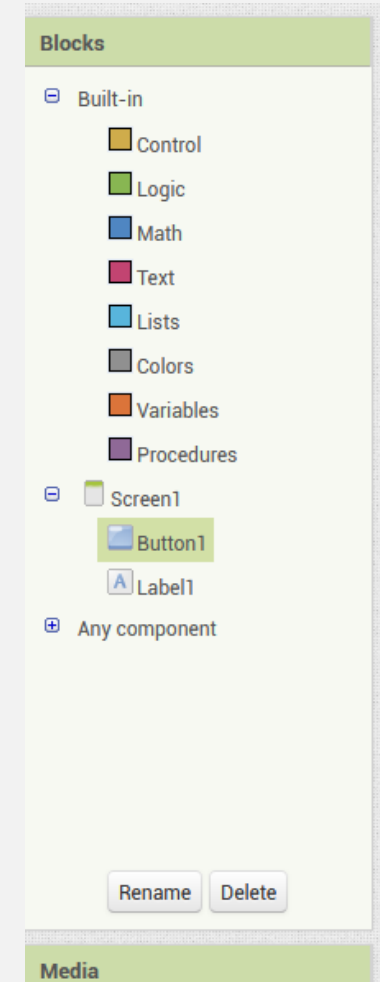 Blocks
Built-in
Control
Logic
Math
Text
Lists
Colors
Variables
Procedures
Screen1
Button1
A Label1
Any component
Rename Delete
Media